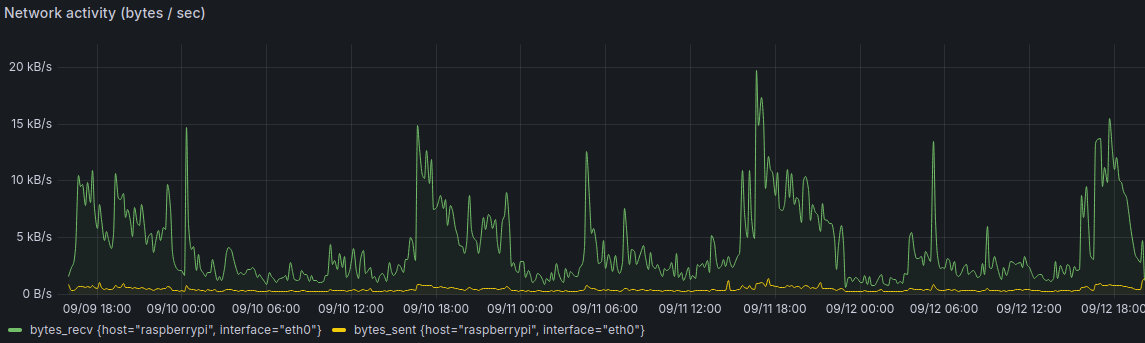 Network activity (bytes / sec)
20 kB/s
15 kB/s
10 kB/s
5 kB/s
0 B/s
09/09 18:00 09/10 00:00 09/10 06:00 09/10 12:00 09/10 18:00 09/11 00:00 09/11 06:00 09/11 12:00 09/11 18:00 09/12 00:00 09/12 06:00 09/12 12:00 09/12 18:00
bytes_recv {host="raspberrypi", interface="eth0"} bytes_sent {host="raspberrypi", interface="eth0"}